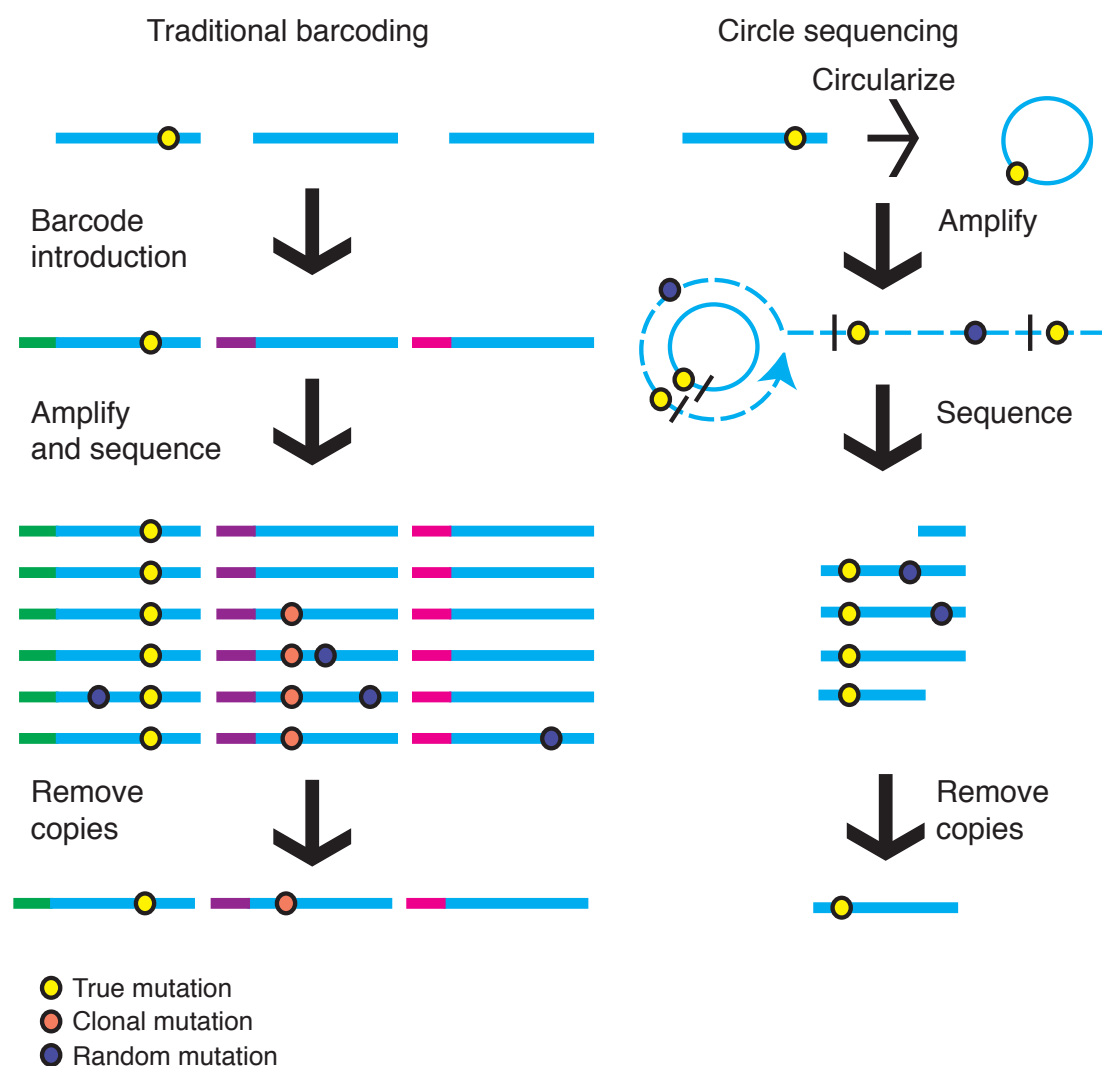 Traditional barcoding
Circle sequencing
Circularize
Barcode
introduction
Amplify
Amplify
and sequence
Sequence
Remove
copies
Remove
copies
True mutation
Clonal mutation
Random mutation